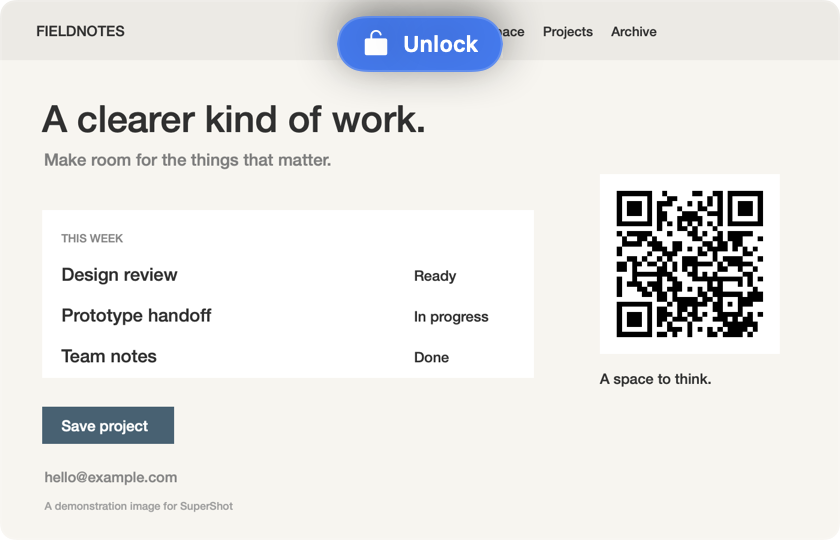 FIELDNOTES
Unlock
Projects
Archive
A clearer kind of work.
Make room for the things that matter.
THIS WEEK
Design review Ready
Prototype handoff In progress
Team notes Done
A space to think.
Save project
hello@example.com
A demonstration image for SuperShot